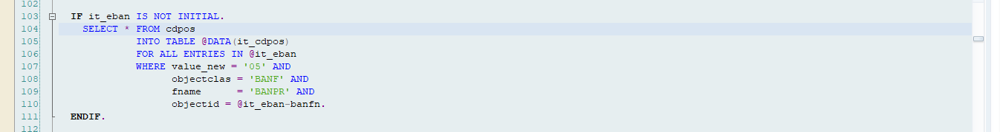 102
103 IF it_eban IS NOT INITIAL.
104 SELECT * FROM cdpos
105 INTO TABLE @DATA(it_cdpos)
106 FOR ALL ENTRIES IN @it_eban
107 WHERE value_new = '05' AND
108 objectclas = 'BANF' AND
109 fname = 'BANPR' AND
110 objectid = @it_eban-banfn.
111 ENDIF.
112